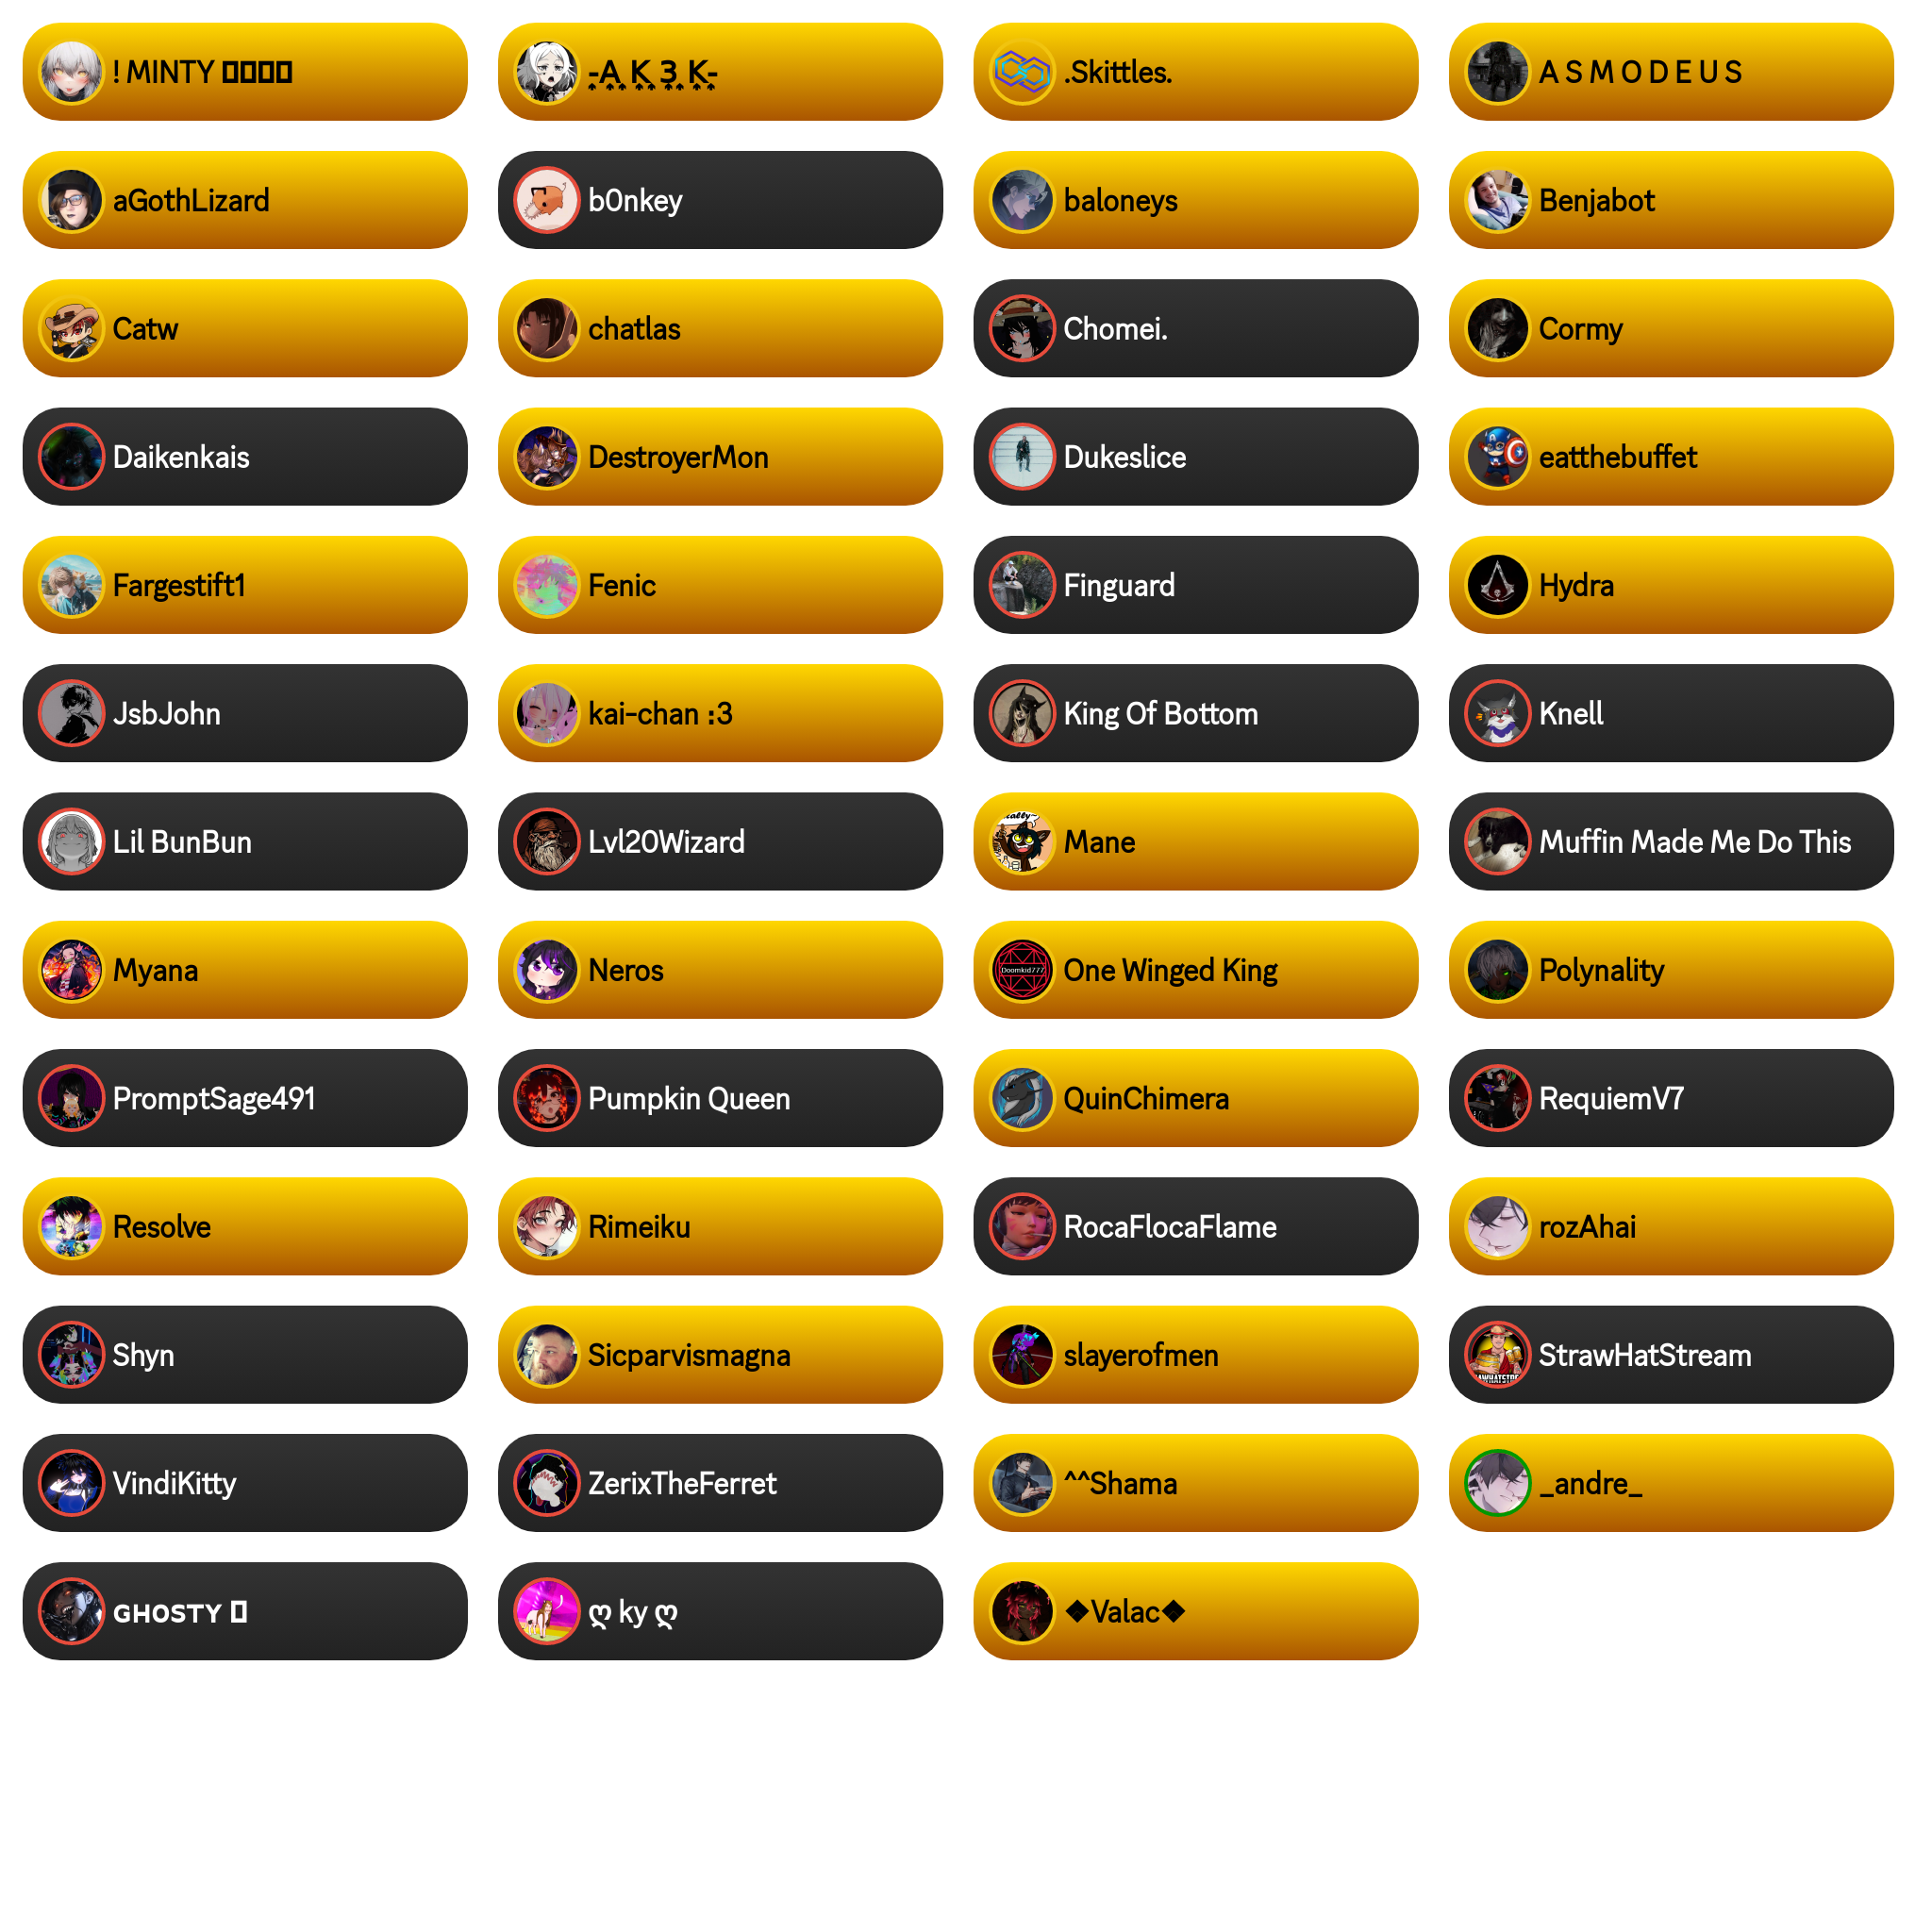 ! MINTY
-A K 3 K-
.Skittles.
A S M O D E U S
aGothLizard
b0nkey
baloneys
Benjabot
Catw
chatlas
Chomei.
Cormy
Daikenkais
DestroyerMon
Dukeslice
eatthebuffet
Fargestift1
Fenic
Finguard
Hydra
JsbJohn
kai-chan :3
King Of Bottom
Knell
Lil BunBun
Lvl20Wizard
Mane
Muffin Made Me Do This
Myana
Neros
Doomkid777
One Winged King
Polynality
PromptSage491
Pumpkin Queen
QuinChimera
RequiemV7
Resolve
Rimeiku
RocaFlocaFlame
rozAhai
Shyn
Sicparvismagna
slayerofmen
StrawHatStream
VindiKitty
ZerixTheFerret
^^Shama
_andre_
ɢʜᴏsᴛʏ
ღ ky ღ
❖Valac❖